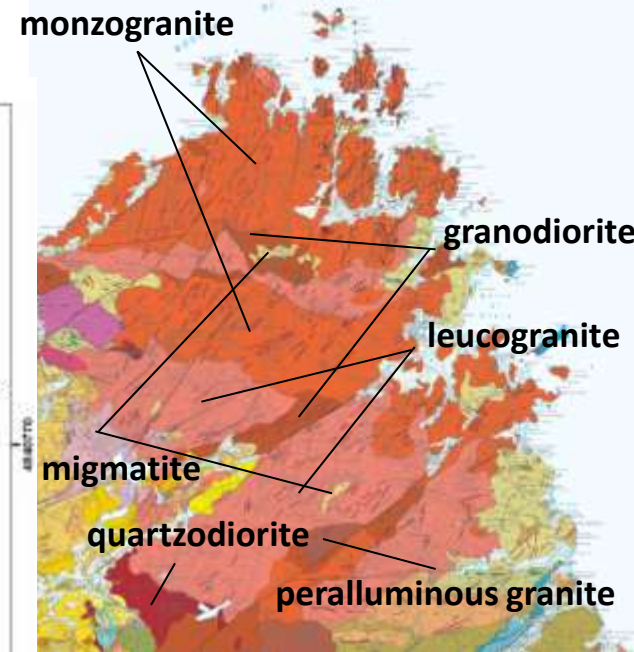 monzogranite
granodiorite
leucogranite
migmatite
quartzodiorite
peralluminous granite